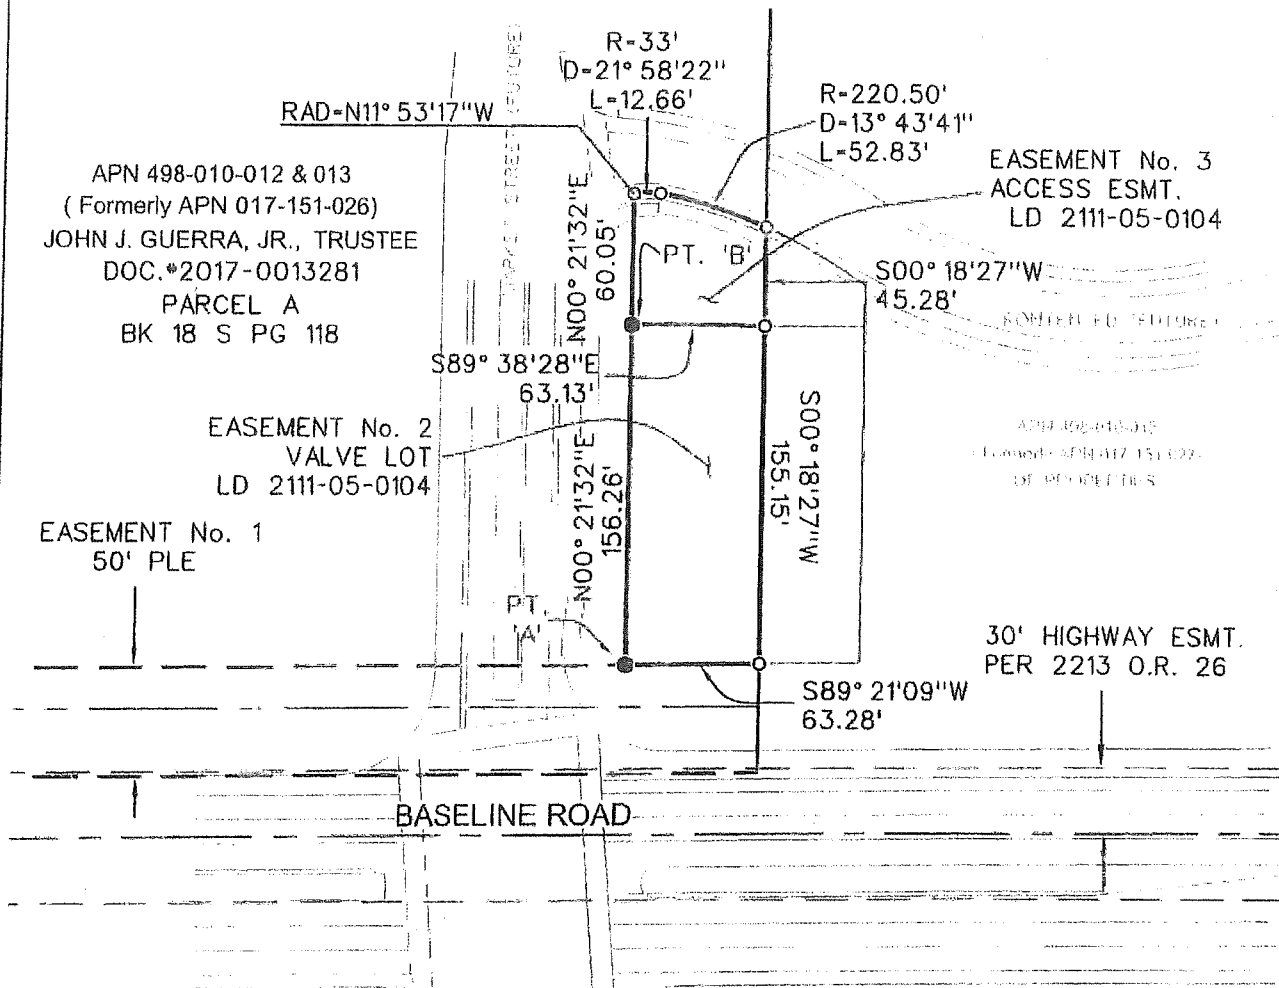 R=33'
D=21° 58'22"
L=12.66'
RAD=N11° 53'17"W
R=220.50'
D=13° 43'41"
L=52.83'
EASEMENT No. 3
ACCESS ESMT.
LD 2111-05-0104
APN 498-010-012 & 013
( Formerly APN 017-151-026)
JOHN J. GUERRA, JR., TRUSTEE
DOC.#2017-0013281
PARCEL A
BK 18 S PG 118
STREET (FUTURE)
N00° 21'32"E
60.05'
PT. 'B'
S00° 18'27"W
45.28'
(FUTURE)
S89° 38'28"E
63.13'
EASEMENT No. 2
VALVE LOT
LD 2111-05-0104
N00° 21'32"E
156.26'
S00° 18'27"W
155.15'
EASEMENT No. 1
50' PLE
PT.
'A'
30' HIGHWAY ESMT.
PER 2213 O.R. 26
S89° 21'09"W
63.28'
BASELINE ROAD